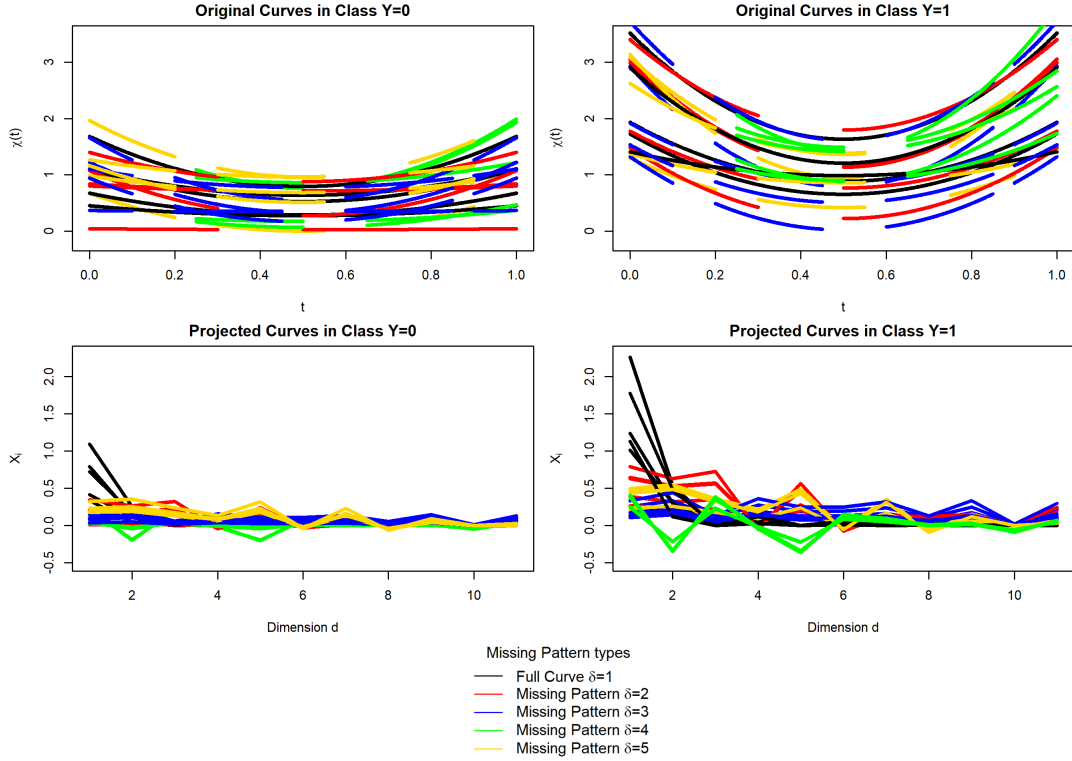 Original Curves in Class Y=0
χ(t)
0 1 2 3
0.0 0.2 0.4 0.6 0.8 1.0
t
Original Curves in Class Y=1
χ(t)
0 1 2 3
0.0 0.2 0.4 0.6 0.8 1.0
t
Projected Curves in Class Y=0
Xj
-0.5 0.0 0.5 1.0 1.5 2.0
2 4 6 8 10
Dimension d
Projected Curves in Class Y=1
Xj
-0.5 0.0 0.5 1.0 1.5 2.0
2 4 6 8 10
Dimension d
Missing Pattern types
Full Curve δ=1
Missing Pattern δ=2
Missing Pattern δ=3
Missing Pattern δ=4
Missing Pattern δ=5